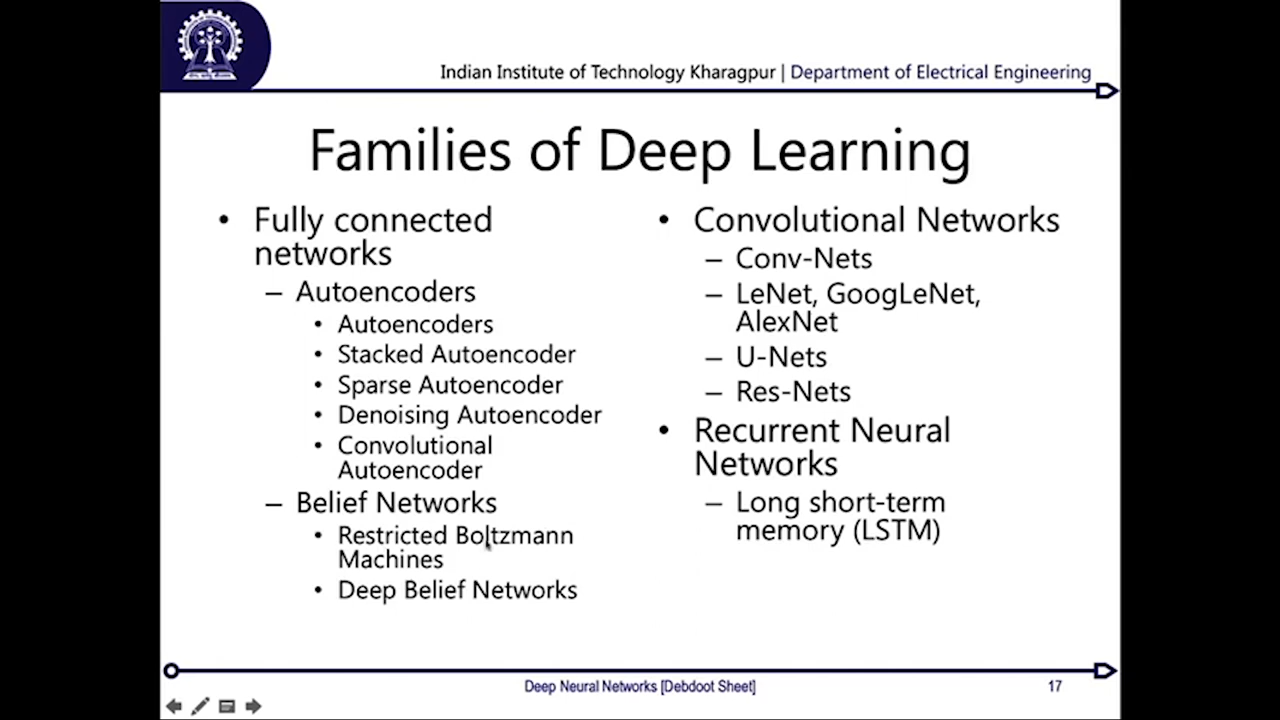 Indian Institute of Technology Kharagpur | Department of Electrical Engineering
Families of Deep Learning
• Fully connected
networks
– Autoencoders
• Autoencoders
• Stacked Autoencoder
• Sparse Autoencoder
• Denoising Autoencoder
• Convolutional
Autoencoder
– Belief Networks
• Restricted Boltzmann
Machines
• Deep Belief Networks
• Convolutional Networks
– Conv-Nets
– LeNet, GoogLeNet,
AlexNet
– U-Nets
– Res-Nets
• Recurrent Neural
Networks
– Long short-term
memory (LSTM)
Deep Neural Networks [Debdoot Sheet]
17